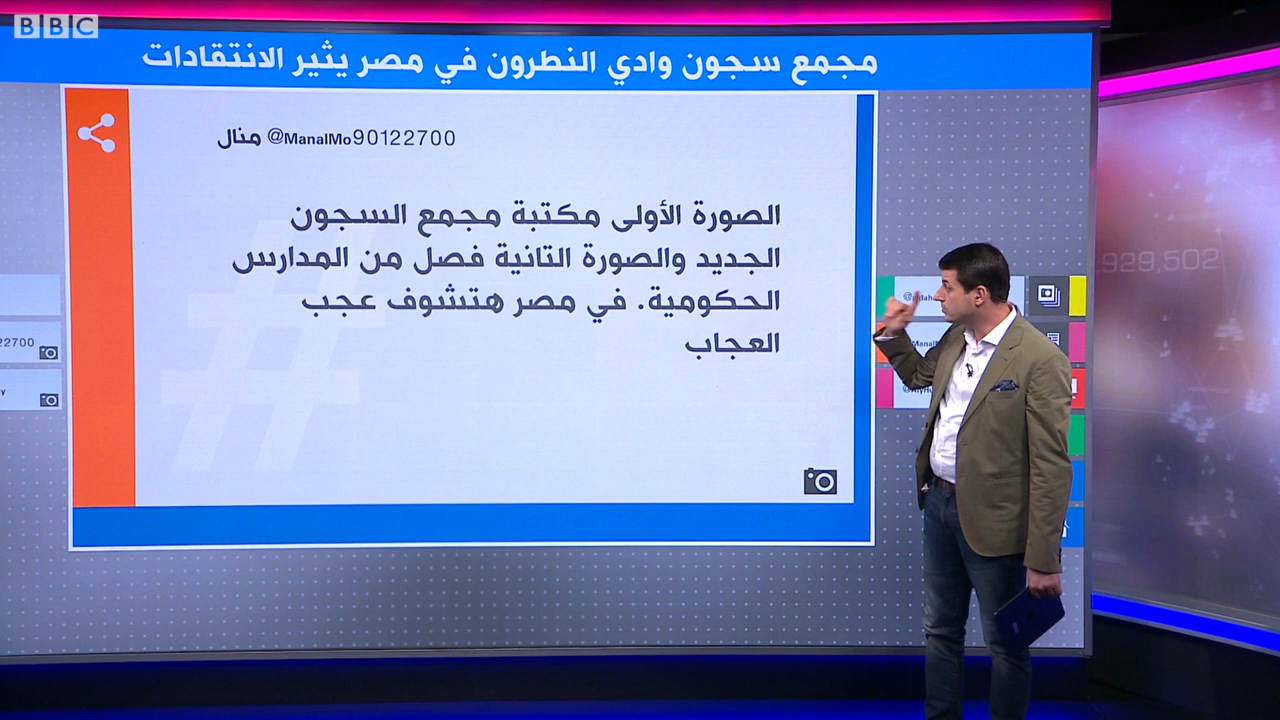 BBC
مجمع سجون وادي النطرون في مصر يثير الانتقادات
منال @ManalMo90122700
الصورة الأولى مكتبة مجمع السجون
الجديد والصورة التانية فصل من المدارس
الحكومية. في مصر هتشوف عجب
العجاب
929,502
22700